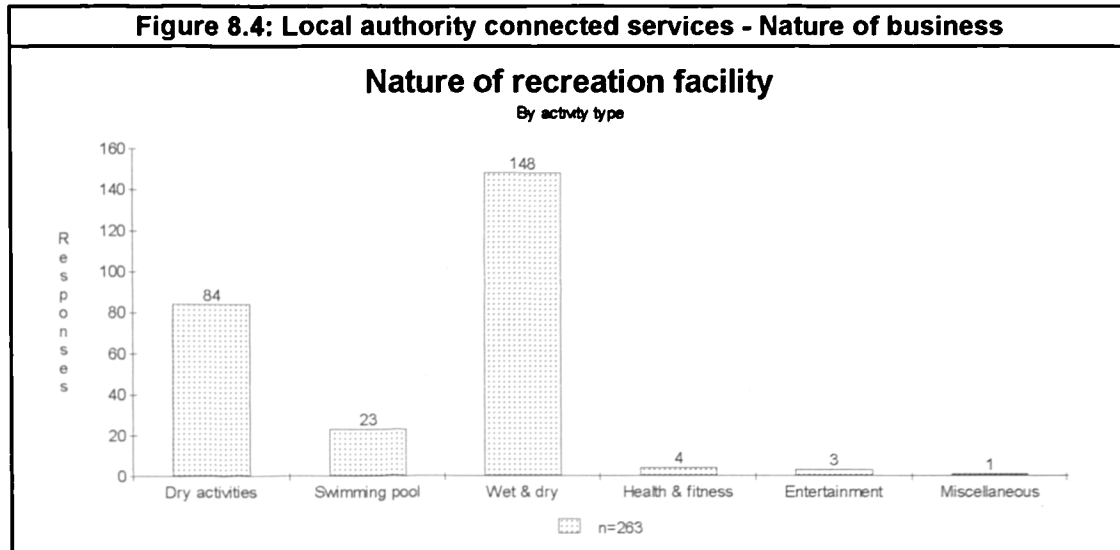 Figure 8.4: Local authority connected services - Nature of business
Nature of recreation facility
By activity type
Responses
160
140
120
100
80
60
40
20
0
84
23
148
4
3
1
Dry activities
Swimming pool
Wet & dry
Health & fitness
Entertainment
Miscellaneous
n=263